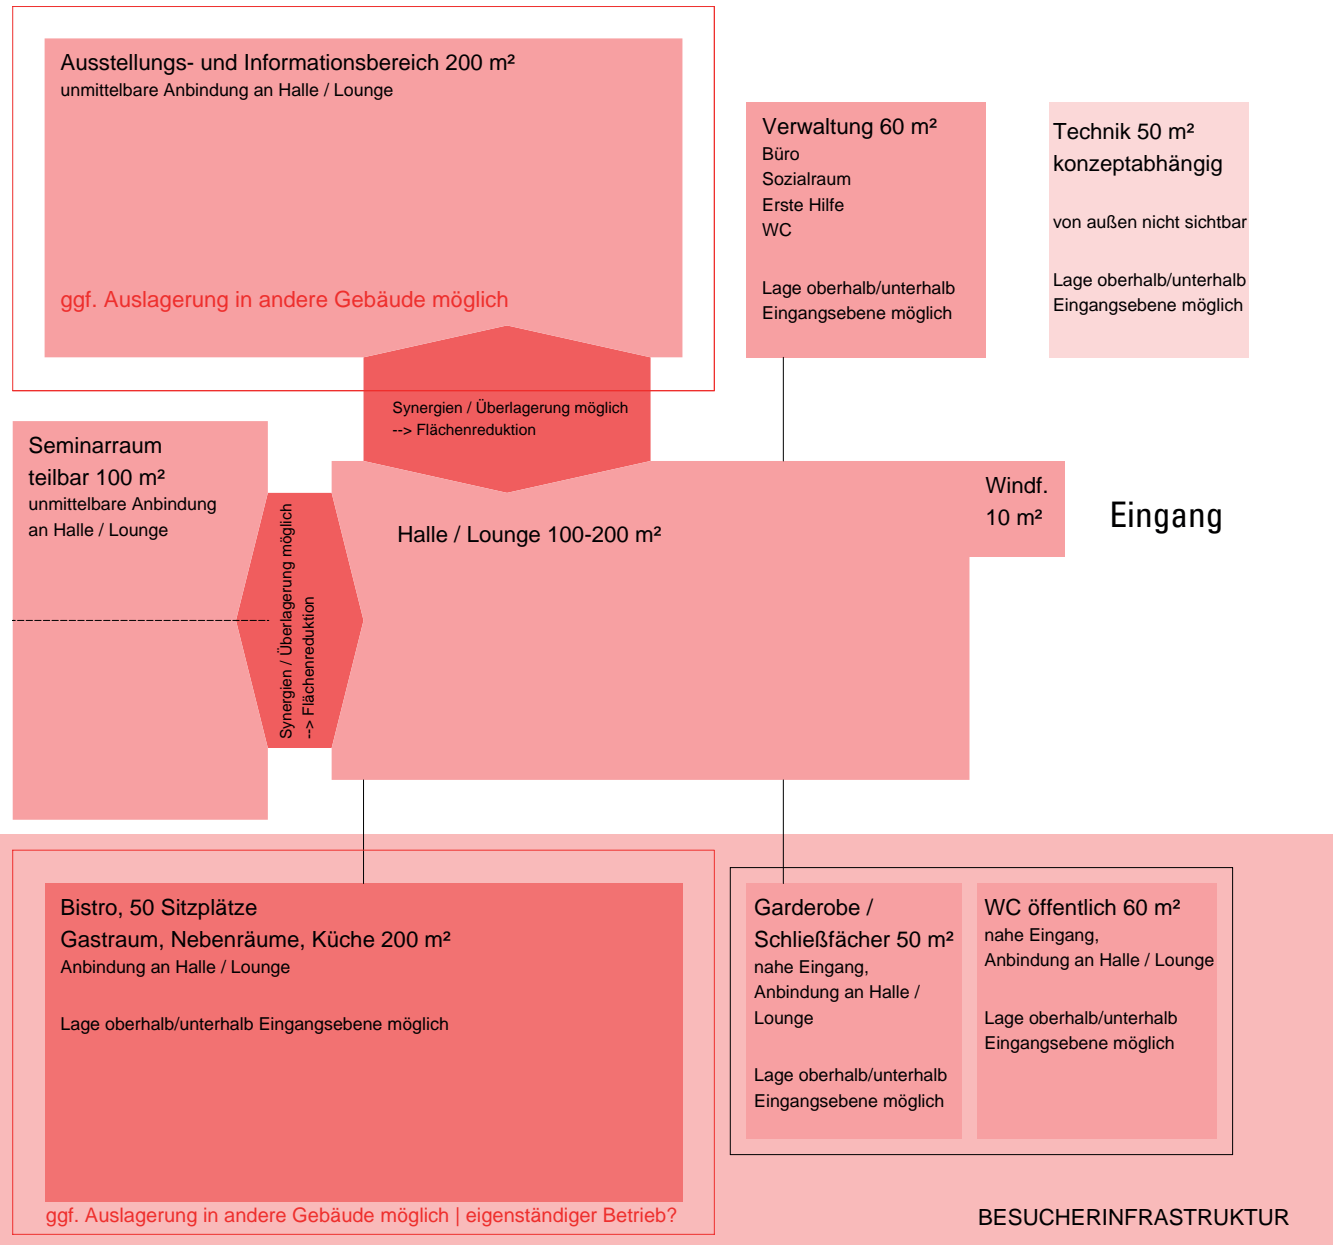 Ausstellungs- und Informationsbereich 200 m²
unmittelbare Anbindung an Halle / Lounge
ggf. Auslagerung in andere Gebäude möglich
Verwaltung 60 m²
Büro
Sozialraum
Erste Hilfe
WC
Lage oberhalb/unterhalb
Eingangsebene möglich
Technik 50 m²
konzeptabhängig
von außen nicht sichtbar
Lage oberhalb/unterhalb
Eingangsebene möglich
Synergien / Überlagerung möglich
--> Flächenreduktion
Seminarraum
teilbar 100 m²
unmittelbare Anbindung
an Halle / Lounge
Synergien / Überlagerung möglich
--> Flächenreduktion
Halle / Lounge 100-200 m²
Windf.
10 m²
Eingang
Bistro, 50 Sitzplätze
Gastraum, Nebenräume, Küche 200 m²
Anbindung an Halle / Lounge
Lage oberhalb/unterhalb Eingangsebene möglich
ggf. Auslagerung in andere Gebäude möglich | eigenständiger Betrieb?
Garderobe /
Schließfächer 50 m²
nahe Eingang,
Anbindung an Halle /
Lounge
Lage oberhalb/unterhalb
Eingangsebene möglich
WC öffentlich 60 m²
nahe Eingang,
Anbindung an Halle / Lounge
Lage oberhalb/unterhalb
Eingangsebene möglich
BESUCHERINFRASTRUKTUR